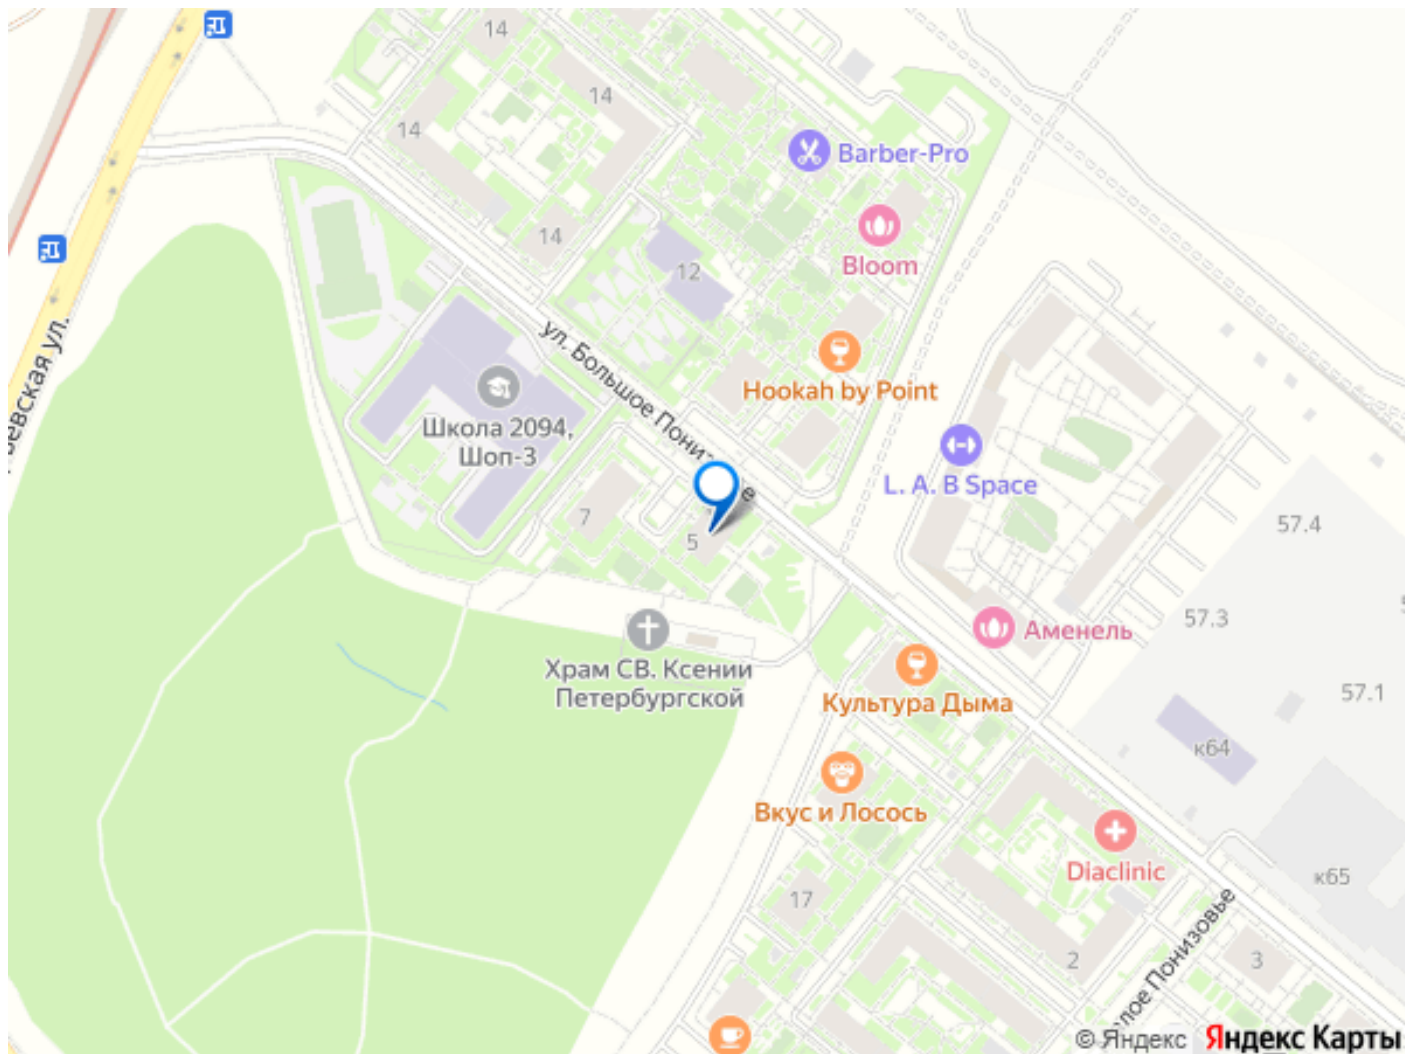 14
14
14
Barber-Pro
14
Bloom
12
ул. Большое Понизовье
Hookah by Point
Школа 2094,
Шоп-3
L. A. B Space
7
5
57.4
57.3
Храм СВ. Ксении
Петербургской
Аменель
Культура Дыма
57.1
к64
Вкус и Лосось
Diaclinic
к65
17
2
3
Понизовье
© Яндекс Яндекс Карты